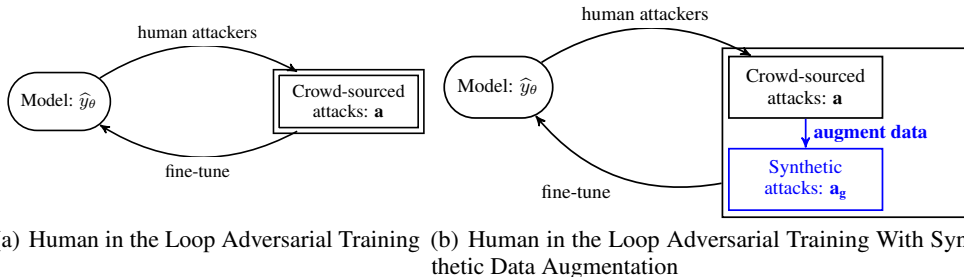 human attackers
Model: ŷθ
Crowd-sourced
attacks: a
fine-tune
a) Human in the Loop Adversarial Training
human attackers
Model: ŷθ
Crowd-sourced
attacks: a
augment data
Synthetic
attacks: a_g
fine-tune
(b) Human in the Loop Adversarial Training With Syn
thetic Data Augmentation